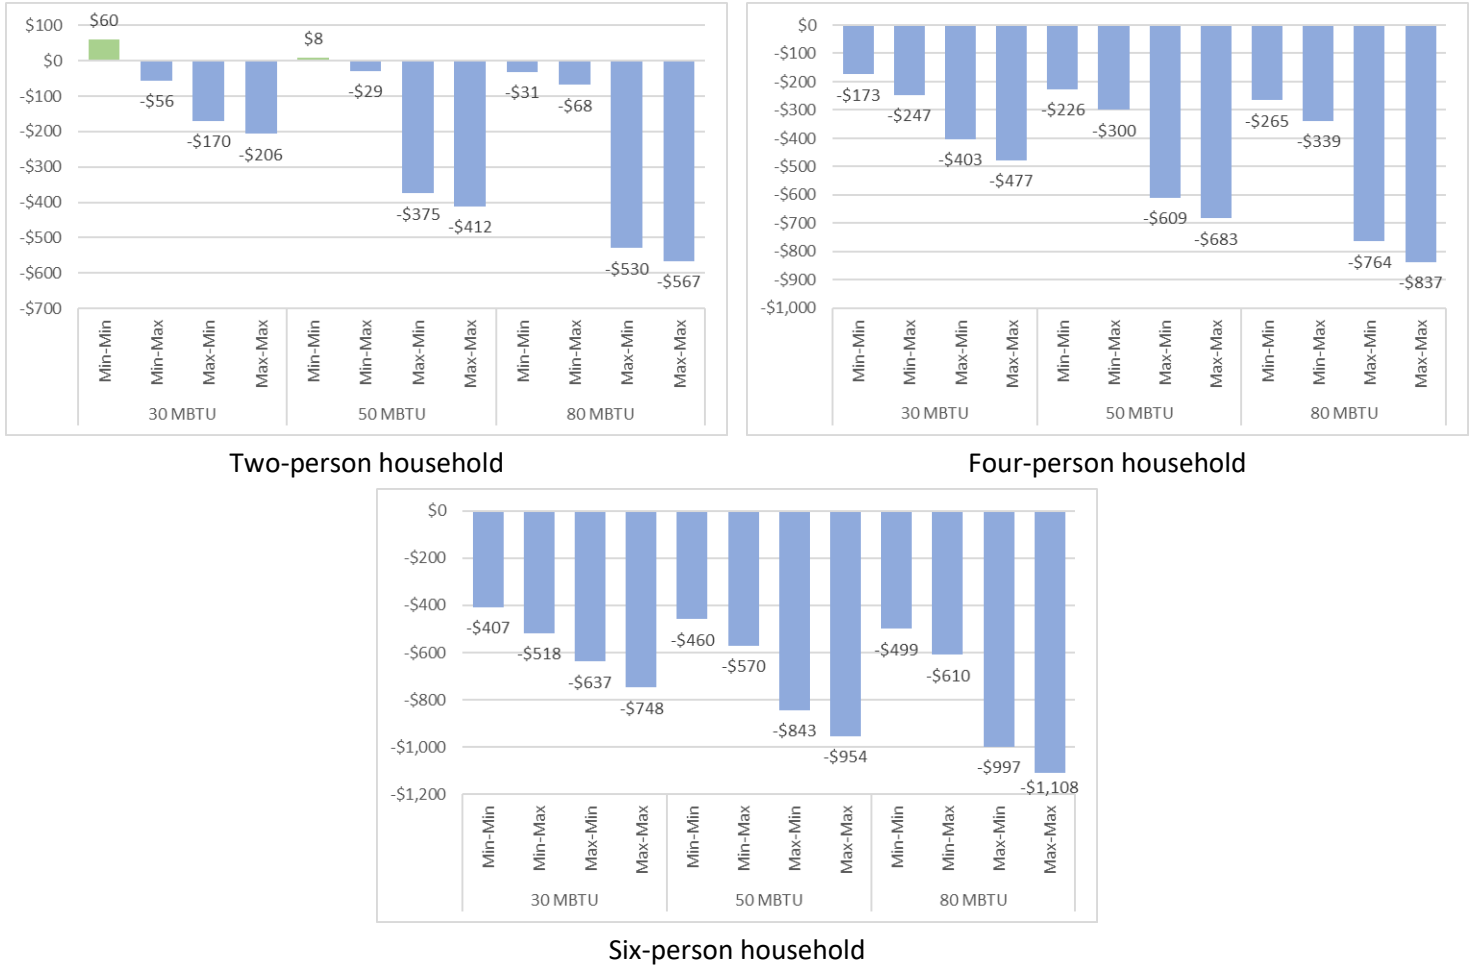 $100
$0
-$100
-$200
-$300
-$400
-$500
-$600
-$700
$60
-$56
-$170
-$206
$8
-$29
-$375
-$412
-$31
-$68
-$530
-$567
Min-Min
Min-Max
Max-Min
Max-Max
Min-Min
Min-Max
Max-Min
Max-Max
Min-Min
Min-Max
Max-Min
Max-Max
30 MBTU
50 MBTU
80 MBTU
Two-person household
$0
-$100
-$200
-$300
-$400
-$500
-$600
-$700
-$800
-$900
-$1,000
-$173
-$247
-$403
-$477
-$226
-$300
-$609
-$683
-$265
-$339
-$764
-$837
Min-Min
Min-Max
Max-Min
Max-Max
Min-Min
Min-Max
Max-Min
Max-Max
Min-Min
Min-Max
Max-Min
Max-Max
30 MBTU
50 MBTU
80 MBTU
Four-person household
$0
-$200
-$400
-$600
-$800
-$1,000
-$1,200
-$407
-$518
-$637
-$748
-$460
-$570
-$843
-$954
-$499
-$610
-$997
-$1,108
Min-Min
Min-Max
Max-Min
Max-Max
Min-Min
Min-Max
Max-Min
Max-Max
Min-Min
Min-Max
Max-Min
Max-Max
30 MBTU
50 MBTU
80 MBTU
Six-person household